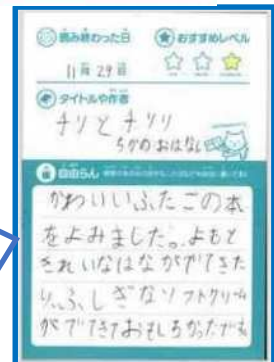 読み終わった日
おすすめレベル
11月29日
タイトルや作者
チリとチリリ
ちかのおはなし
自由らん
かわいいふたごの本
をよみました。よむと
きれいなはながでてきた
り、ふしぎなソフトクリーム
がでてきておもしろかったです